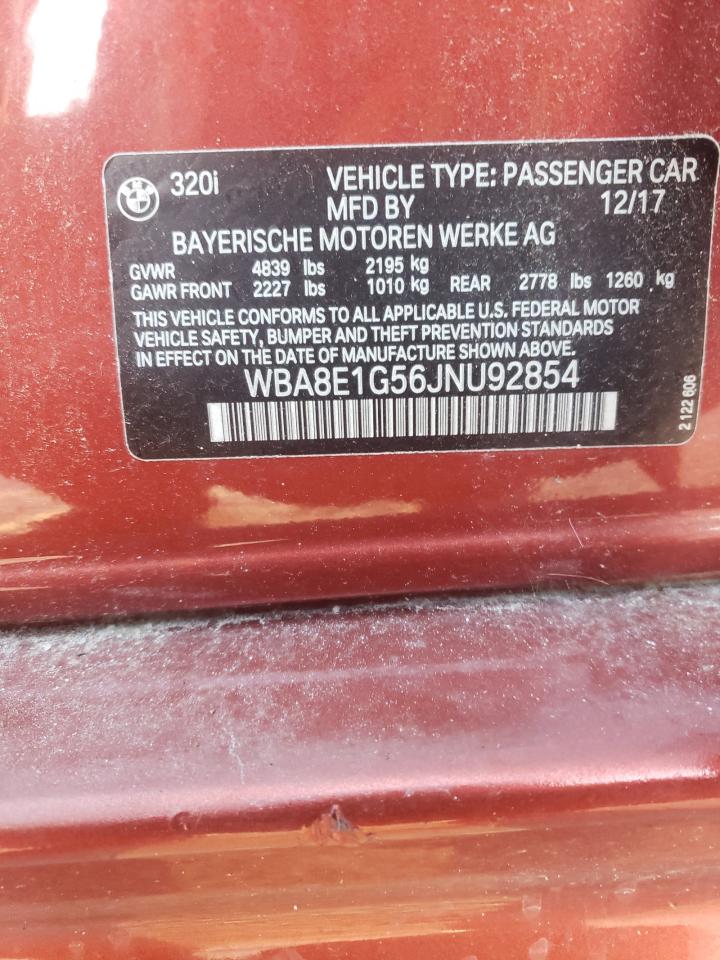 BMW 320i VEHICLE TYPE: PASSENGER CAR
MFD BY 12/17
BAYERISCHE MOTOREN WERKE AG
GVWR 4839 lbs 2195 kg
GAWR FRONT 2227 lbs 1010 kg REAR 2778 lbs 1260 kg
THIS VEHICLE CONFORMS TO ALL APPLICABLE U.S. FEDERAL MOTOR
VEHICLE SAFETY, BUMPER AND THEFT PREVENTION STANDARDS
IN EFFECT ON THE DATE OF MANUFACTURE SHOWN ABOVE.
WBA8E1G56JNU92854
2 122 606